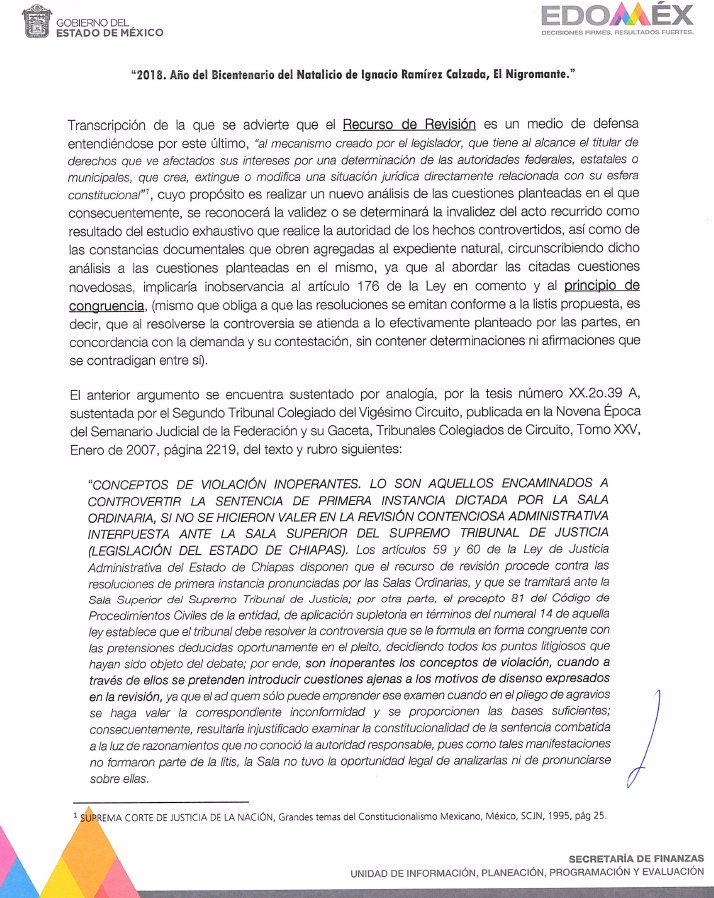 GOBIERNO DEL
ESTADO DE MÉXICO
EDOMÉX
DECISIONES FIRMES, RESULTADOS FUERTES.
"2018. Año del Bicentenario del Natalicio de Ignacio Ramírez Calzada, El Nigromante."
Transcripción de la que se advierte que el Recurso de Revisión es un medio de defensa
entendiéndose por este último, "al mecanismo creado por el legislador, que tiene al alcance el titular de
derechos que ve afectados sus intereses por una determinación de las autoridades federales, estatales o
municipales, que crea, extingue o modifica una situación jurídica directamente relacionada con su esfera
constitucional"¹, cuyo propósito es realizar un nuevo análisis de las cuestiones planteadas en el que
consecuentemente, se reconocerá la validez o se determinará la invalidez del acto recurrido como
resultado del estudio exhaustivo que realice la autoridad de los hechos controvertidos, así como de
las constancias documentales que obren agregadas al expediente natural, circunscribiendo dicho
análisis a las cuestiones planteadas en el mismo, ya que al abordar las citadas cuestiones
novedosas, implicaría inobservancia al artículo 176 de la Ley en comento y al principio de
congruencia, (mismo que obliga a que las resoluciones se emitan conforme a la listis propuesta, es
decir, que al resolverse la controversia se atienda a lo efectivamente planteado por las partes, en
concordancia con la demanda y su contestación, sin contener determinaciones ni afirmaciones que
se contradigan entre sí).
El anterior argumento se encuentra sustentado por analogía, por la tesis número XX.2o.39 A,
sustentada por el Segundo Tribunal Colegiado del Vigésimo Circuito, publicada en la Novena Época
del Semanario Judicial de la Federación y su Gaceta, Tribunales Colegiados de Circuito, Tomo XXV,
Enero de 2007, página 2219, del texto y rubro siguientes:
"CONCEPTOS DE VIOLACIÓN INOPERANTES. LO SON AQUELLOS ENCAMINADOS A
CONTROVERTIR LA SENTENCIA DE PRIMERA INSTANCIA DICTADA POR LA SALA
ORDINARIA, SI NO SE HICIERON VALER EN LA REVISIÓN CONTENCIOSA ADMINISTRATIVA
INTERPUESTA ANTE LA SALA SUPERIOR DEL SUPREMO TRIBUNAL DE JUSTICIA
(LEGISLACIÓN DEL ESTADO DE CHIAPAS). Los artículos 59 y 60 de la Ley de Justicia
Administrativa del Estado de Chiapas disponen que el recurso de revisión procede contra las
resoluciones de primera instancia pronunciadas por las Salas Ordinarias, y que se tramitará ante la
Sala Superior del Supremo Tribunal de Justicia; por otra parte, el precepto 81 del Código de
Procedimientos Civiles de la entidad, de aplicación supletoria en términos del numeral 14 de aquella
ley establece que el tribunal debe resolver la controversia que se le formula en forma congruente con
las pretensiones deducidas oportunamente en el pleito, decidiendo todos los puntos litigiosos que
hayan sido objeto del debate; por ende, son inoperantes los conceptos de violación, cuando a
través de ellos se pretenden introducir cuestiones ajenas a los motivos de disenso expresados
en la revisión, ya que el ad quem sólo puede emprender ese examen cuando en el pliego de agravios
se haga valer la correspondiente inconformidad y se proporcionen las bases suficientes;
consecuentemente, resultaría injustificado examinar la constitucionalidad de la sentencia combatida
a la luz de razonamientos que no conoció la autoridad responsable, pues como tales manifestaciones
no formaron parte de la litis, la Sala no tuvo la oportunidad legal de analizarlas ni de pronunciarse
sobre ellas.
¹ SUPREMA CORTE DE JUSTICIA DE LA NACIÓN, Grandes temas del Constitucionalismo Mexicano, México, SCJN, 1995, pág 25.
SECRETARÍA DE FINANZAS
UNIDAD DE INFORMACIÓN, PLANEACIÓN, PROGRAMACIÓN Y EVALUACIÓN